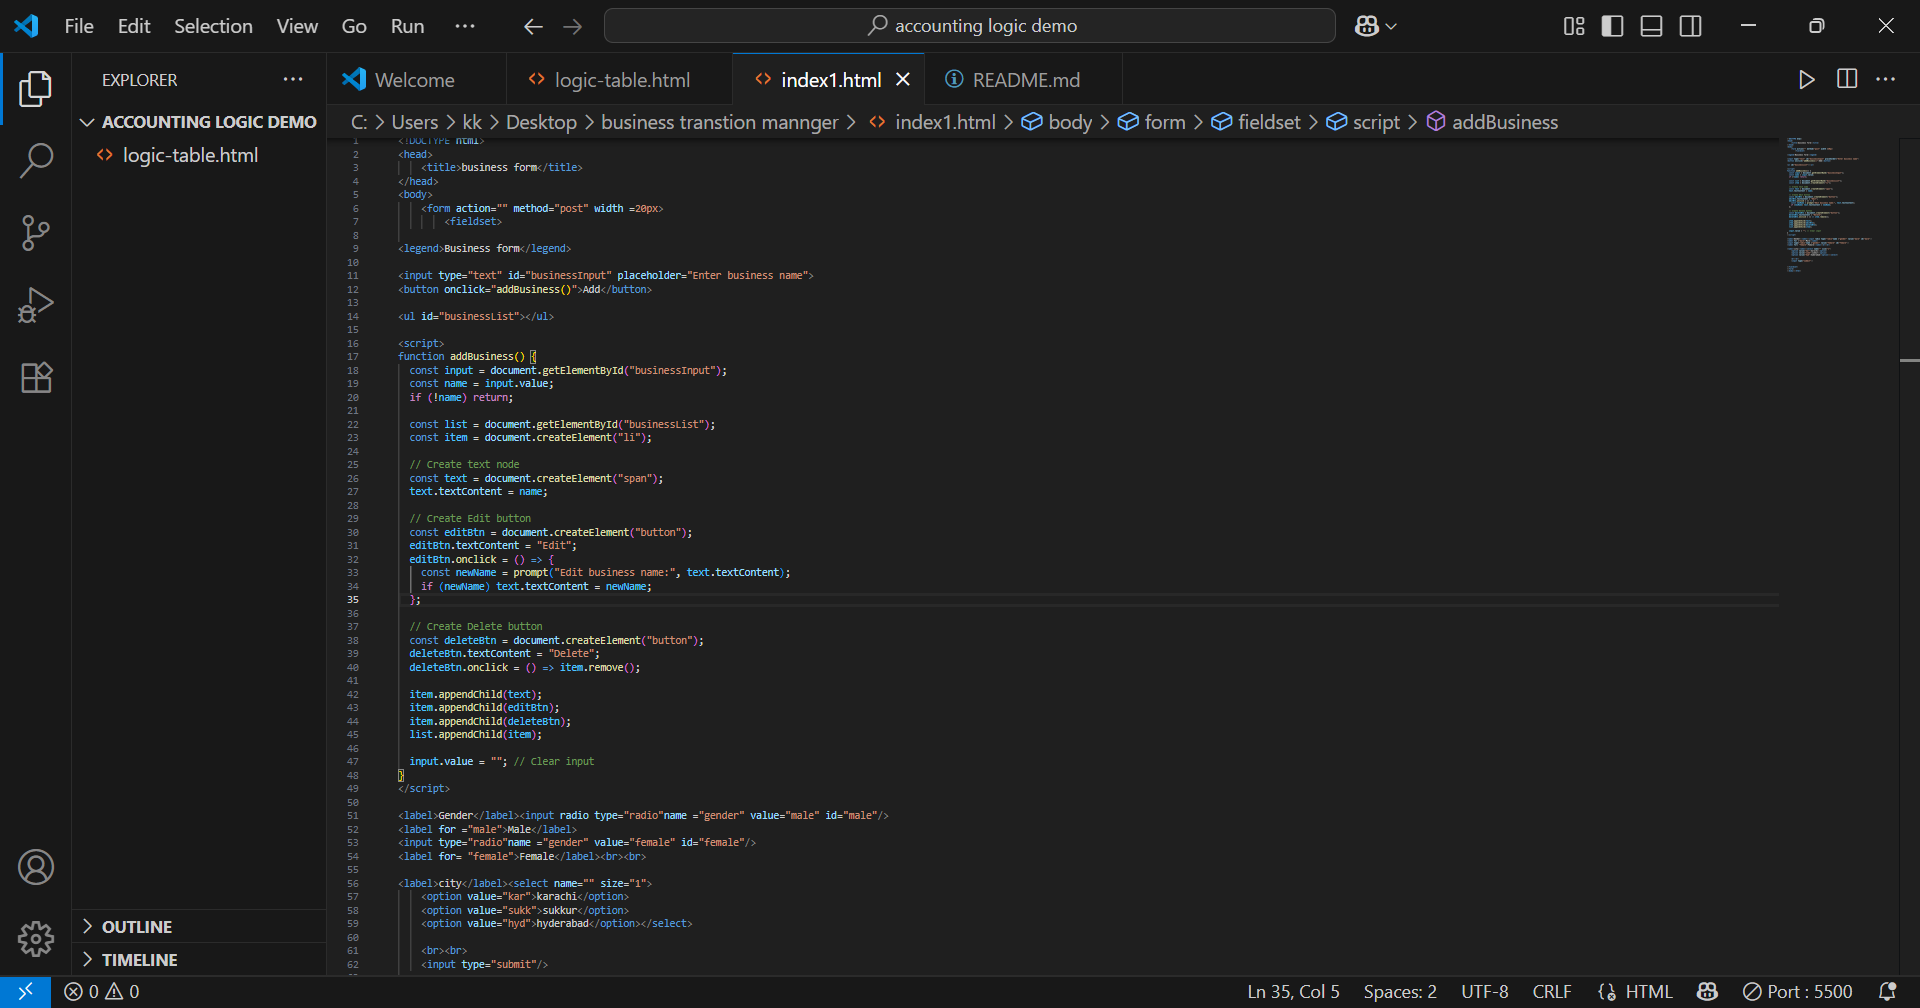 File Edit Selection View Go Run ··· accounting logic demo
EXPLORER ···
ACCOUNTING LOGIC DEMO
logic-table.html
OUTLINE
TIMELINE
Welcome logic-table.html index1.html README.md
C: > Users > kk > Desktop > business transtion mannger > index1.html > body > form > fieldset > script > addBusiness
1 <!DOCTYPE html>
2 <head>
3 <title>business form</title>
4 </head>
5 <body>
6 <form action="" method="post" width =20px>
7 <fieldset>
8
9 <legend>Business form</legend>
10
11 <input type="text" id="businessInput" placeholder="Enter business name">
12 <button onclick="addBusiness()">Add</button>
13
14 <ul id="businessList"></ul>
15
16 <script>
17 function addBusiness() {
18 const input = document.getElementById("businessInput");
19 const name = input.value;
20 if (!name) return;
21
22 const list = document.getElementById("businessList");
23 const item = document.createElement("li");
24
25 // Create text node
26 const text = document.createElement("span");
27 text.textContent = name;
28
29 // Create Edit button
30 const editBtn = document.createElement("button");
31 editBtn.textContent = "Edit";
32 editBtn.onclick = () => {
33 const newName = prompt("Edit business name:", text.textContent);
34 if (newName) text.textContent = newName;
35 };
36
37 // Create Delete button
38 const deleteBtn = document.createElement("button");
39 deleteBtn.textContent = "Delete";
40 deleteBtn.onclick = () => item.remove();
41
42 item.appendChild(text);
43 item.appendChild(editBtn);
44 item.appendChild(deleteBtn);
45 list.appendChild(item);
46
47 input.value = ""; // Clear input
48 }
49 </script>
50
51 <label>Gender</label><input radio type="radio"name ="gender" value="male" id="male"/>
52 <label for ="male">Male</label>
53 <input type="radio"name ="gender" value="female" id="female"/>
54 <label for= "female">Female</label><br><br>
55
56 <label>city</label><select name="" size="1">
57 <option value="kar">karachi</option>
58 <option value="sukk">sukkur</option>
59 <option value="hyd">hyderabad</option></select>
60
61 <br><br>
62 <input type="submit"/>
0 0 Ln 35, Col 5 Spaces: 2 UTF-8 CRLF HTML Port : 5500